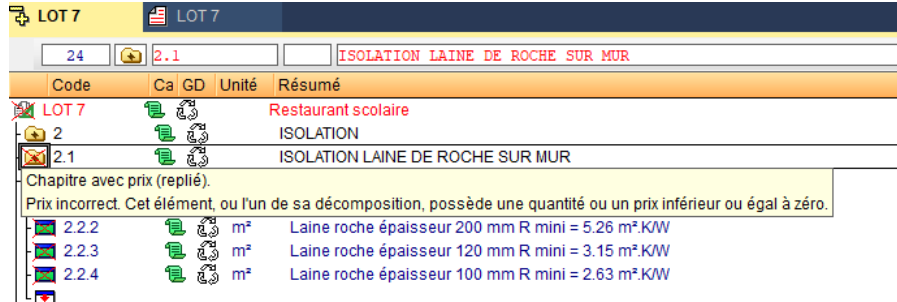 LOT 7 LOT 7
24 2.1 ISOLATION LAINE DE ROCHE SUR MUR
Code Ca GD Unité Résumé
LOT 7 Restaurant scolaire
2 ISOLATION
2.1 ISOLATION LAINE DE ROCHE SUR MUR
Chapitre avec prix (replié).
Prix incorrect. Cet élément, ou l'un de sa décomposition, possède une quantité ou un prix inférieur ou égal à zéro.
2.2.2 m² Laine roche épaisseur 200 mm R mini = 5.26 m².K/W
2.2.3 m² Laine roche épaisseur 120 mm R mini = 3.15 m².K/W
2.2.4 m² Laine roche épaisseur 100 mm R mini = 2.63 m².K/W